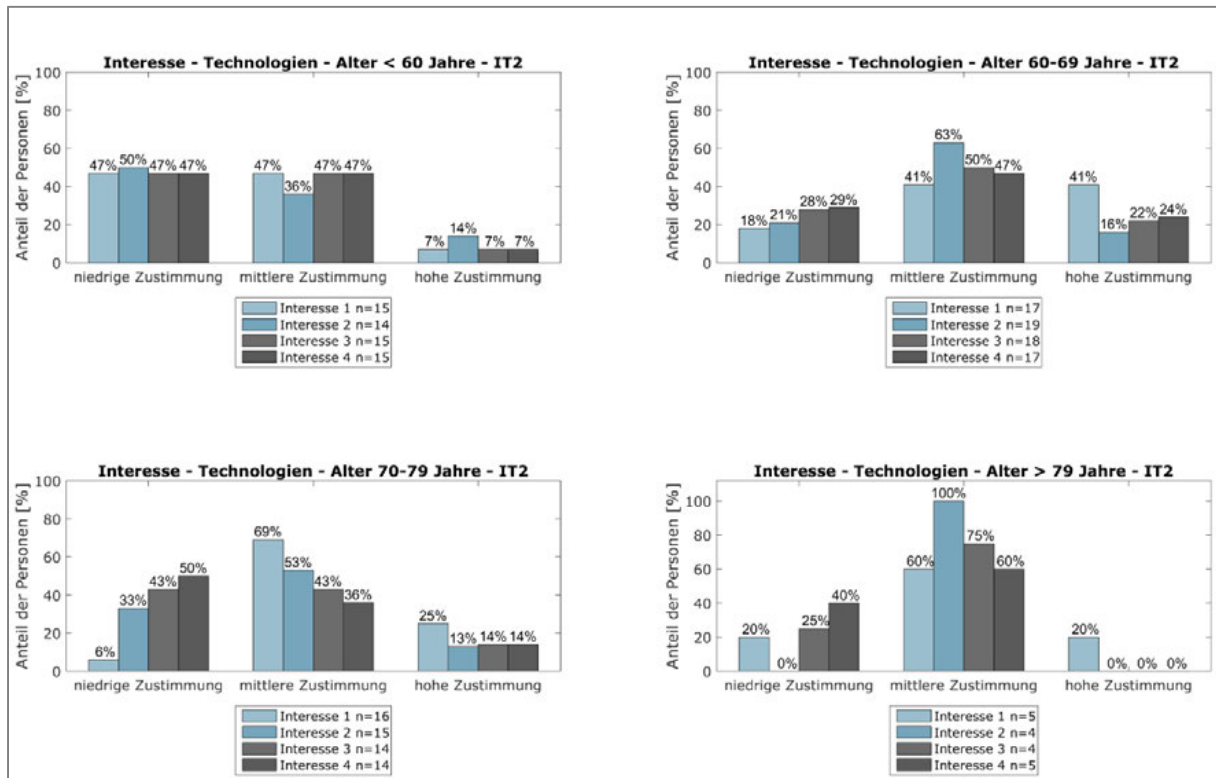 Interesse - Technologien - Alter < 60 Jahre - IT2
Anteil der Personen [%]
100
80
60
40
20
0
47% 50% 47% 47%
47% 36% 47% 47%
7% 14% 7% 7%
niedrige Zustimmung mittlere Zustimmung hohe Zustimmung
Interesse 1 n=15
Interesse 2 n=14
Interesse 3 n=15
Interesse 4 n=15
Interesse - Technologien - Alter 60-69 Jahre - IT2
Anteil der Personen [%]
100
80
60
40
20
0
18% 21% 28% 29%
41% 63% 50% 47%
41% 16% 22% 24%
niedrige Zustimmung mittlere Zustimmung hohe Zustimmung
Interesse 1 n=17
Interesse 2 n=19
Interesse 3 n=18
Interesse 4 n=17
Interesse - Technologien - Alter 70-79 Jahre - IT2
Anteil der Personen [%]
100
80
60
40
20
0
6% 33% 43% 50%
69% 53% 43% 36%
25% 13% 14% 14%
niedrige Zustimmung mittlere Zustimmung hohe Zustimmung
Interesse 1 n=16
Interesse 2 n=15
Interesse 3 n=14
Interesse 4 n=14
Interesse - Technologien - Alter > 79 Jahre - IT2
Anteil der Personen [%]
100
80
60
40
20
0
20% 0% 25% 40%
60% 100% 75% 60%
20% 0% 0% 0%
niedrige Zustimmung mittlere Zustimmung hohe Zustimmung
Interesse 1 n=5
Interesse 2 n=4
Interesse 3 n=4
Interesse 4 n=5